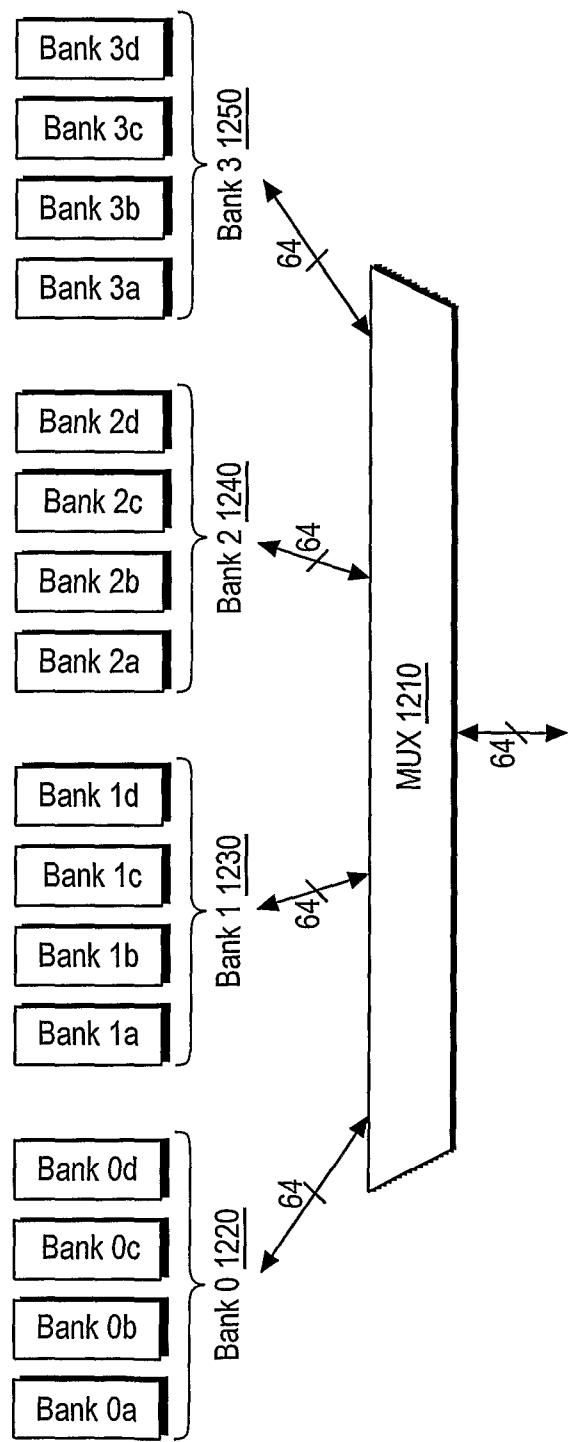 Bank 3d
Bank 3c
Bank 3b
Bank 3a
Bank 3 1250
64
Bank 2d
Bank 2c
Bank 2b
Bank 2a
Bank 2 1240
64
MUX 1210
64
Bank 1d
Bank 1c
Bank 1b
Bank 1a
Bank 1 1230
64
Bank 0d
Bank 0c
Bank 0b
Bank 0a
Bank 0 1220
64